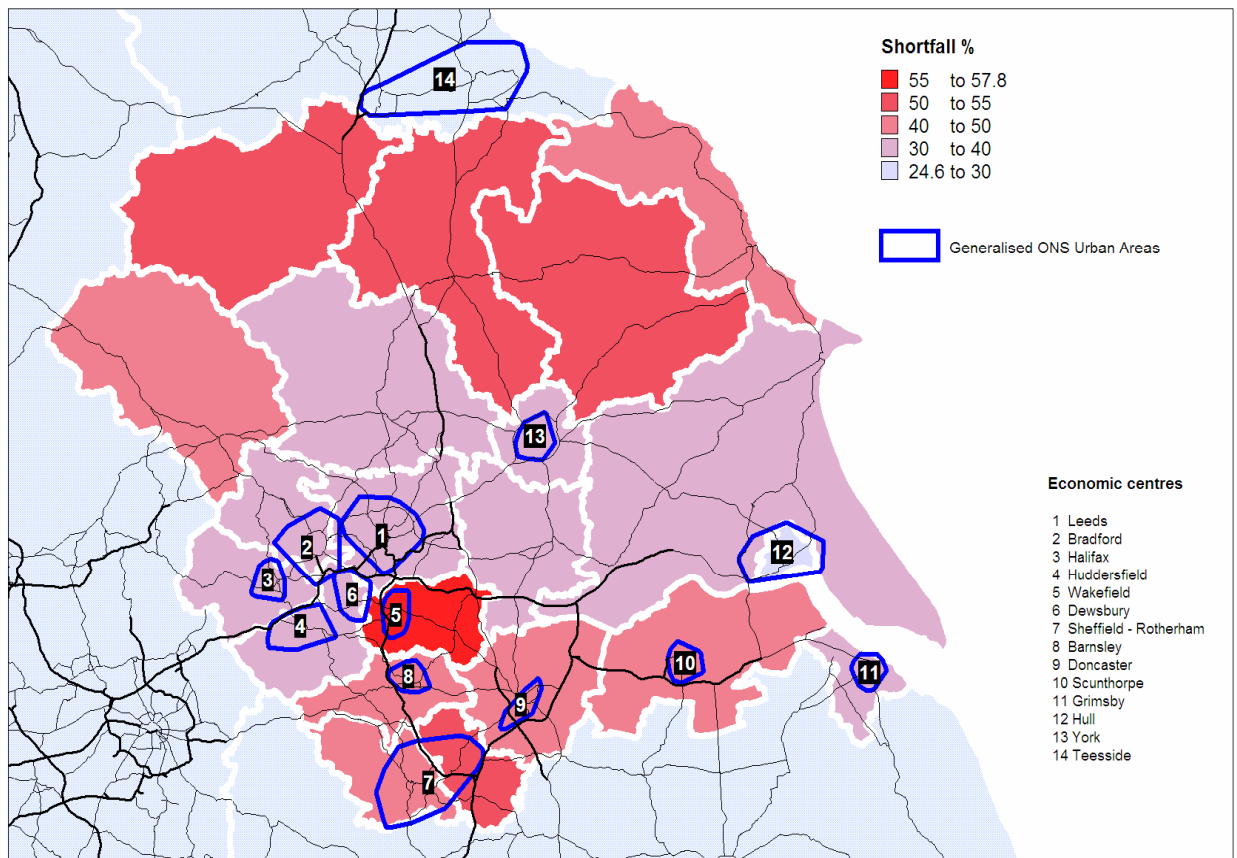 14
13
12
1
2
3
6
5
4
10
11
8
9
7
Shortfall %
55 to 57.8
50 to 55
40 to 50
30 to 40
24.6 to 30
Generalised ONS Urban Areas
Economic centres
1 Leeds
2 Bradford
3 Halifax
4 Huddersfield
5 Wakefield
6 Dewsbury
7 Sheffield - Rotherham
8 Barnsley
9 Doncaster
10 Scunthorpe
11 Grimsby
12 Hull
13 York
14 Teesside